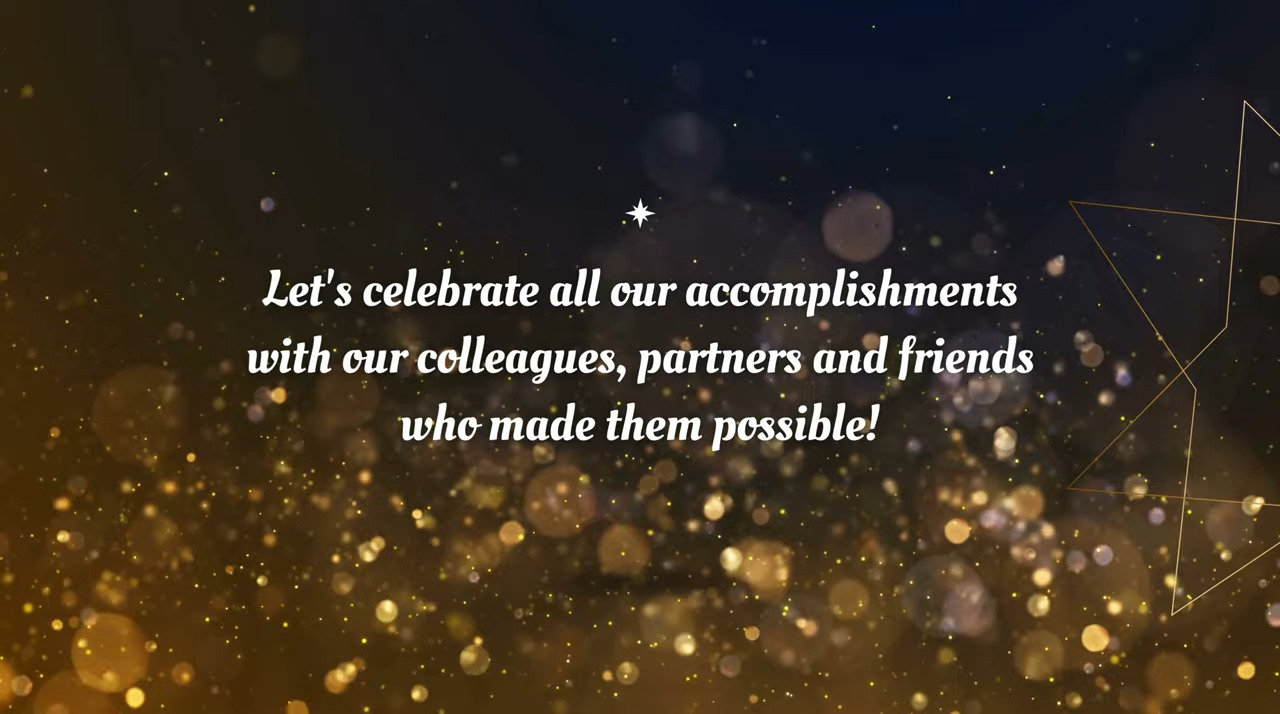 Let's celebrate all our accomplishments
with our colleagues, partners and friends
who made them possible!